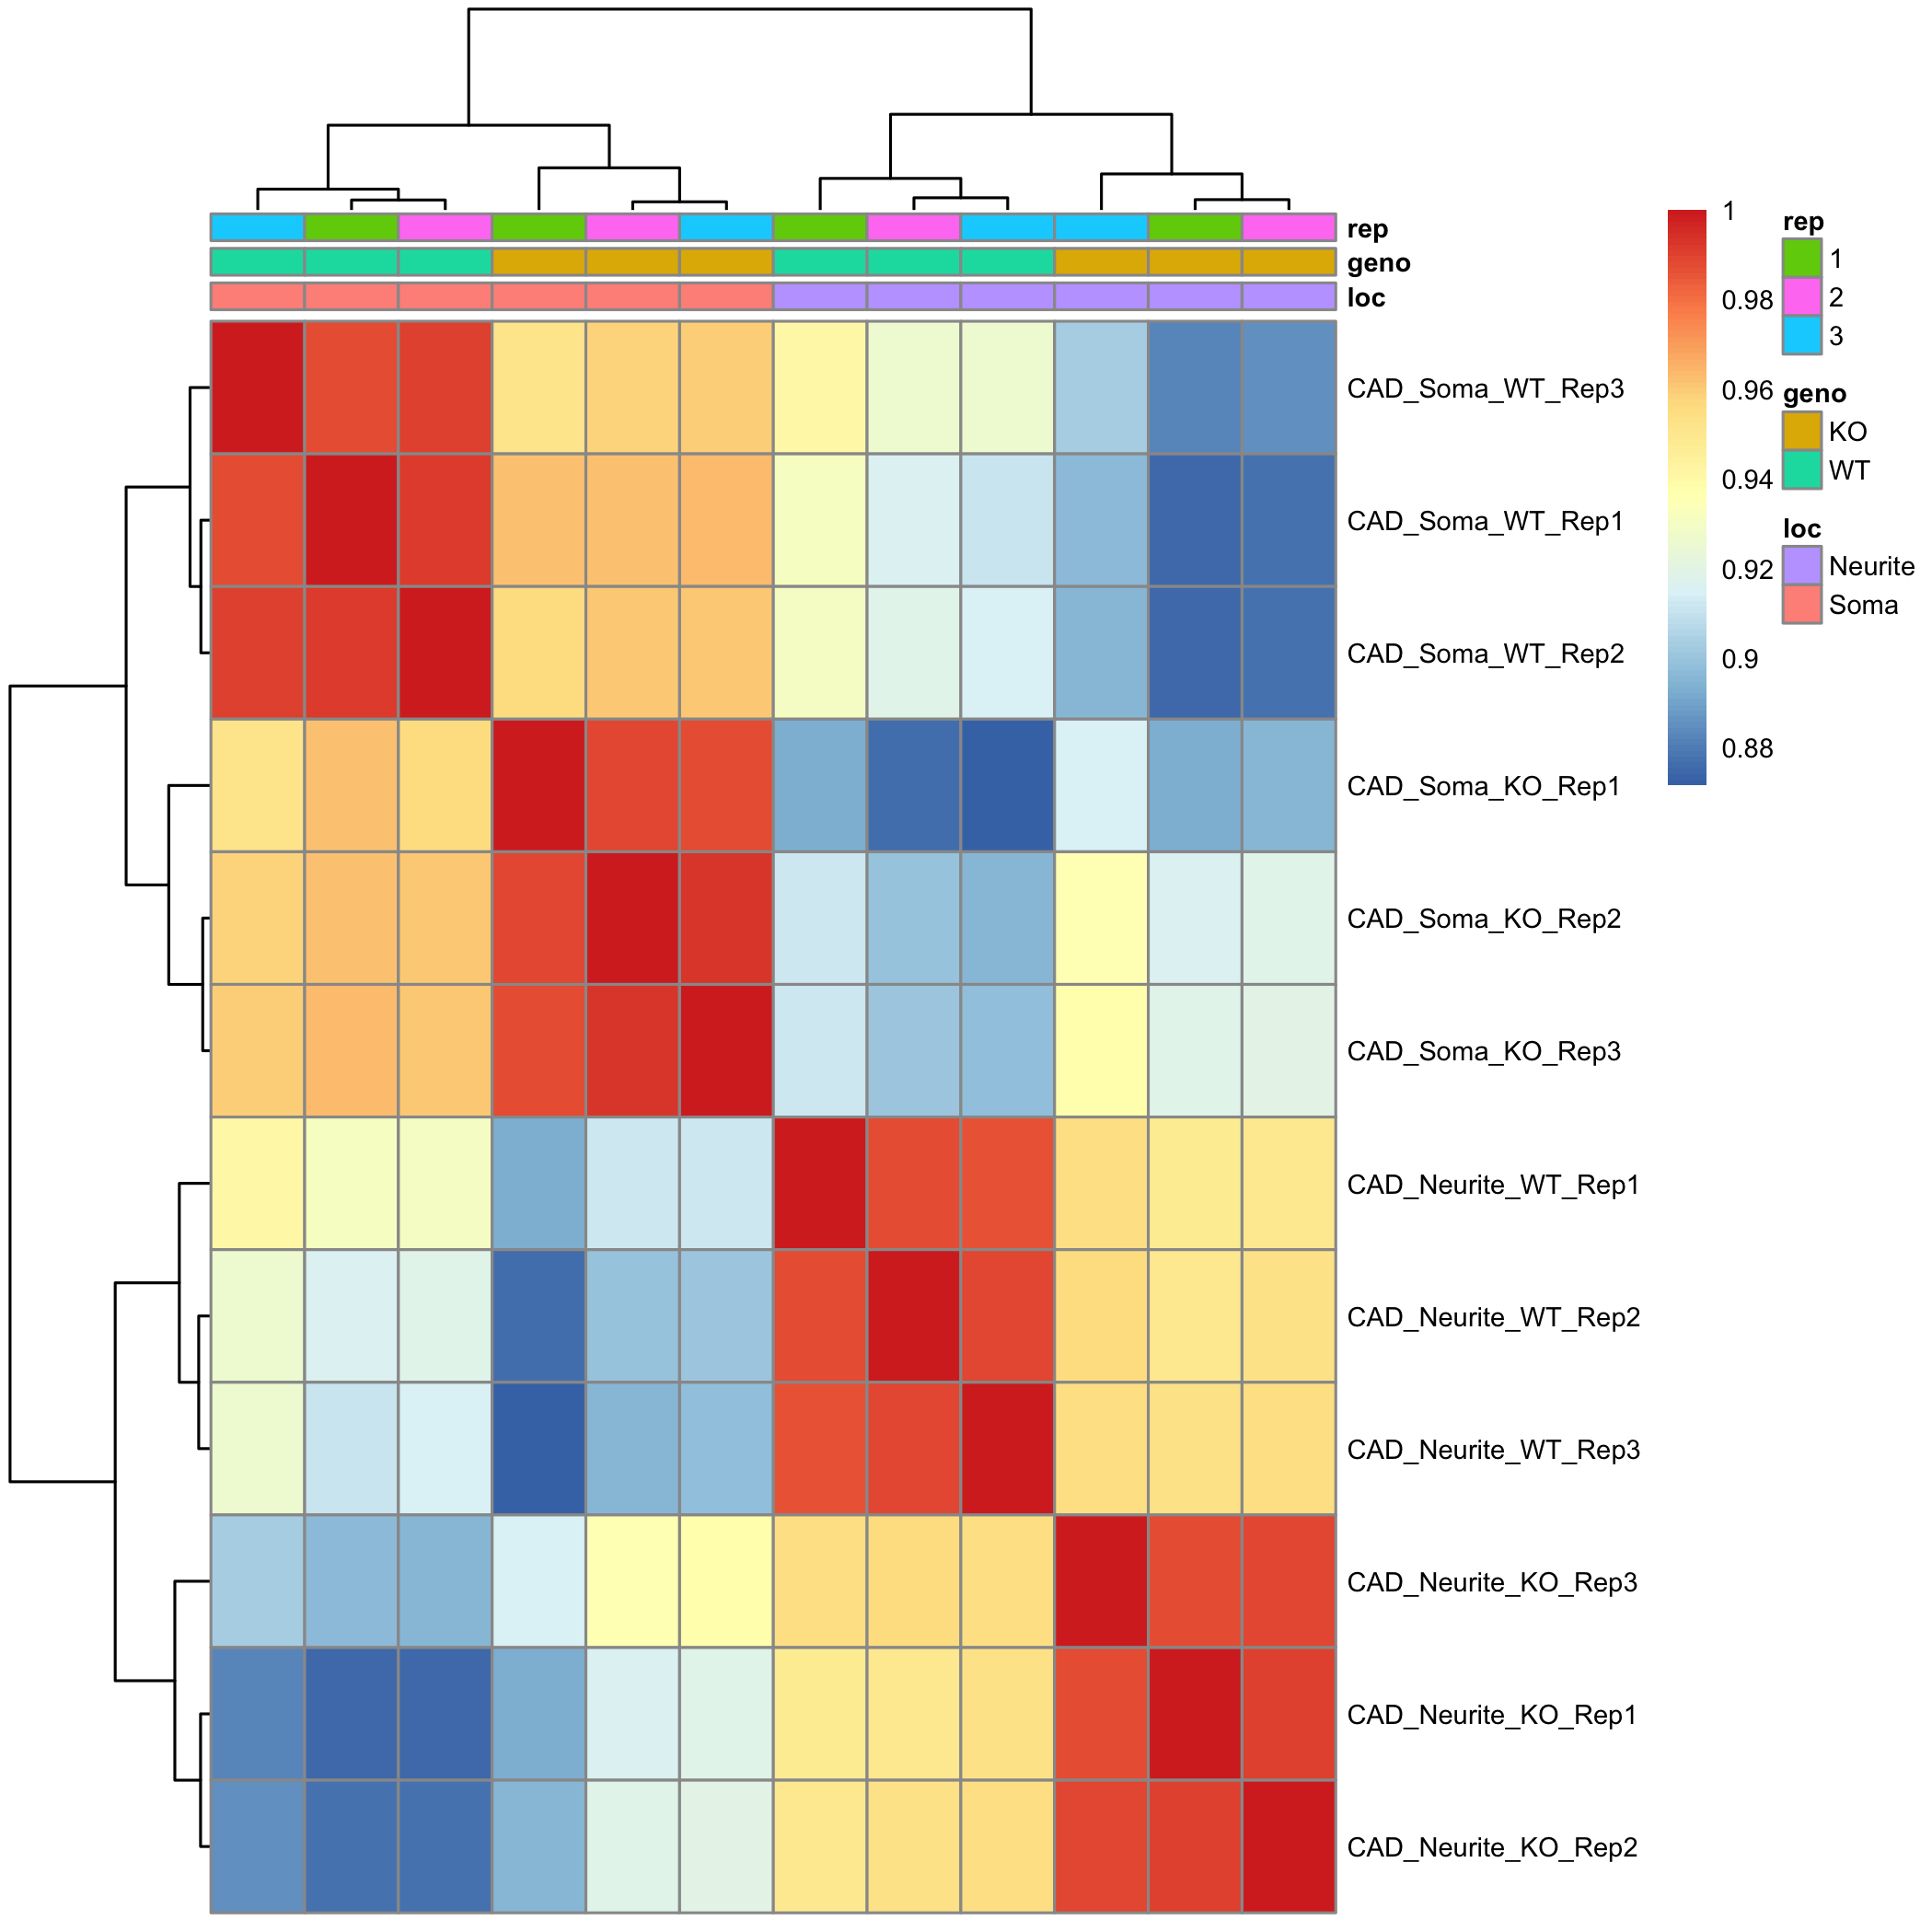 rep
geno
loc
CAD_Soma_WT_Rep3
CAD_Soma_WT_Rep1
CAD_Soma_WT_Rep2
CAD_Soma_KO_Rep1
CAD_Soma_KO_Rep2
CAD_Soma_KO_Rep3
CAD_Neurite_WT_Rep1
CAD_Neurite_WT_Rep2
CAD_Neurite_WT_Rep3
CAD_Neurite_KO_Rep3
CAD_Neurite_KO_Rep1
CAD_Neurite_KO_Rep2
1
0.98
0.96
0.94
0.92
0.9
0.88
rep
1
2
3
geno
KO
WT
loc
Neurite
Soma